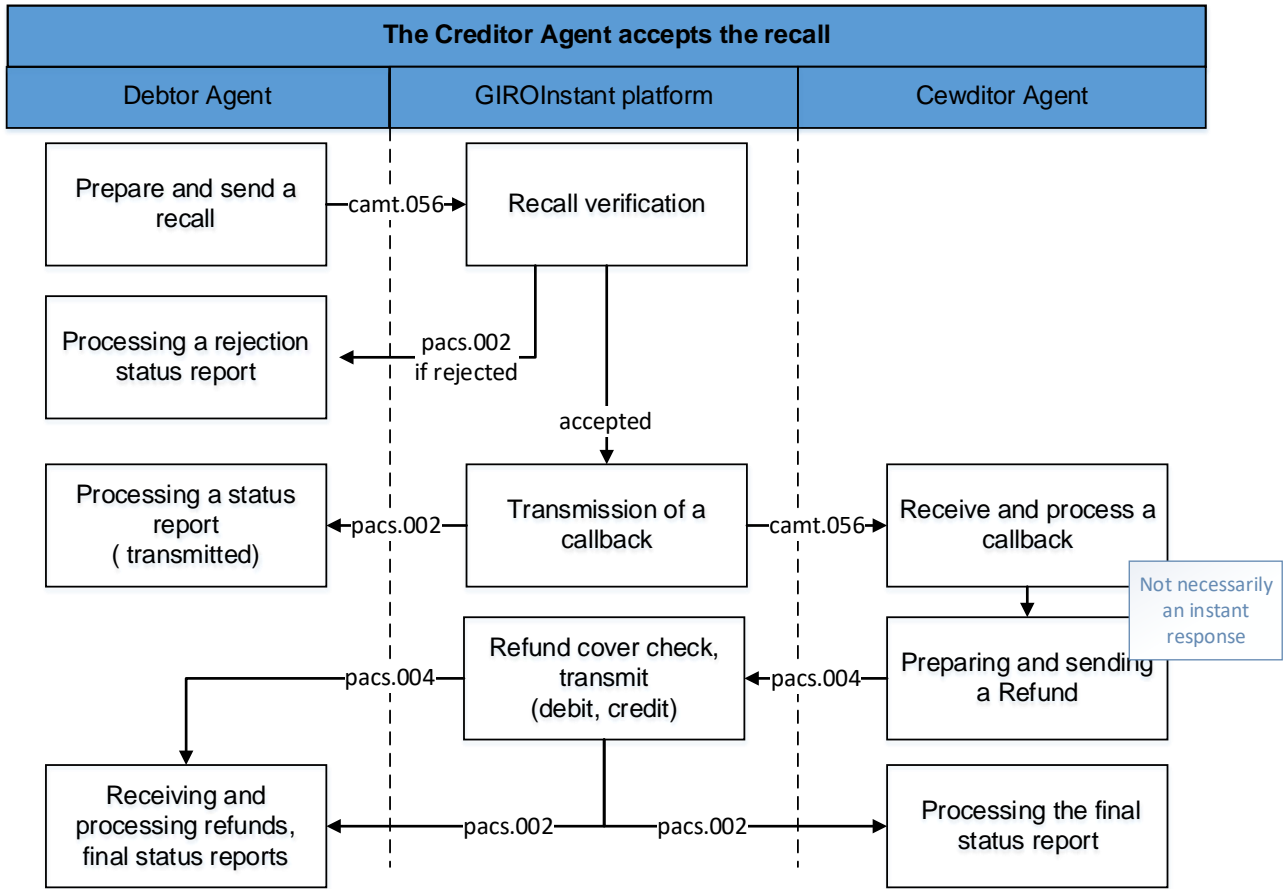 The Creditor Agent accepts the recall
Debtor Agent
GIROInstant platform
Cewditor Agent
Prepare and send a
recall
camt.056
Recall verification
Processing a rejection
status report
pacs.002
if rejected
accepted
Processing a status
report
( transmitted)
pacs.002
Transmission of a
callback
camt.056
Receive and process a
callback
Not necessarily
an instant
response
pacs.004
Refund cover check,
transmit
(debit, credit)
pacs.004
Preparing and sending
a Refund
Receiving and
processing refunds,
final status reports
pacs.002
pacs.002
Processing the final
status report